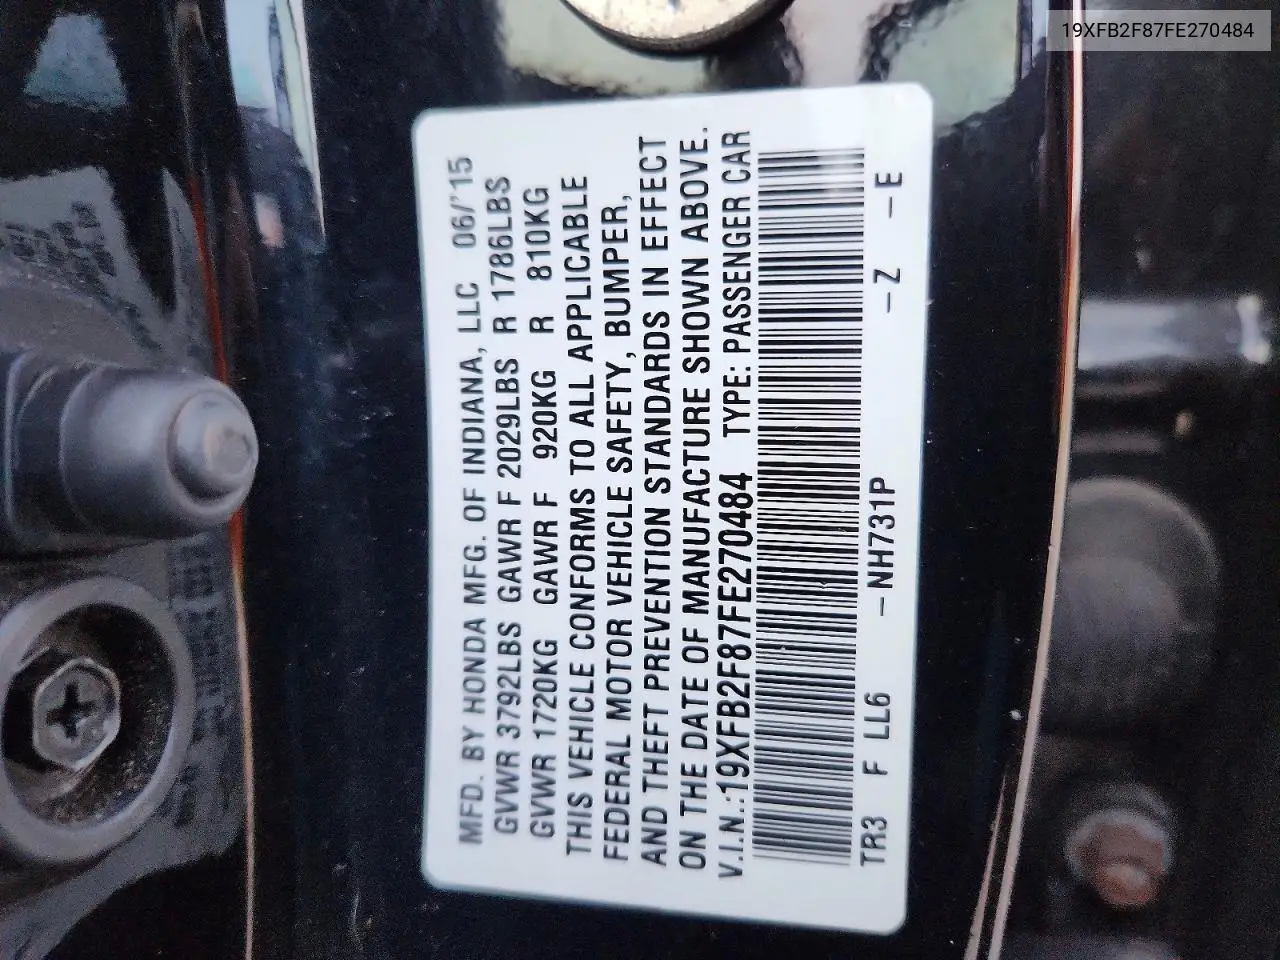 19XFB2F87FE270484
MFD. BY HONDA MFG. OF INDIANA, LLC 06/'15
GVWR 3792LBS GAWR F 2029LBS R 1786LBS
GVWR 1720KG GAWR F 920KG R 810KG
THIS VEHICLE CONFORMS TO ALL APPLICABLE
FEDERAL MOTOR VEHICLE SAFETY, BUMPER,
AND THEFT PREVENTION STANDARDS IN EFFECT
ON THE DATE OF MANUFACTURE SHOWN ABOVE.
V.I.N.:19XFB2F87FE270484 TYPE: PASSENGER CAR
TR3 F LL6 -NH731P -Z -E